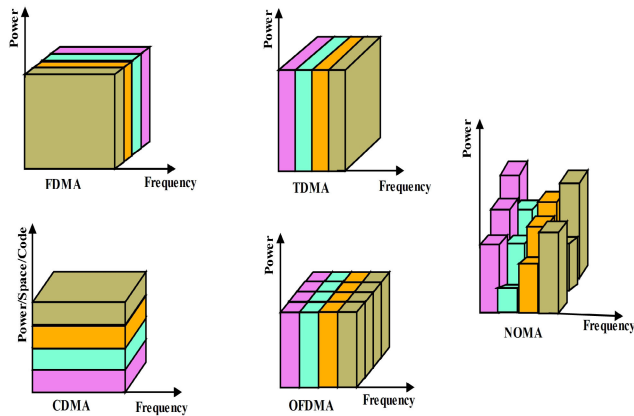 Power
FDMA
Frequency
Power
TDMA
Frequency
Power
NOMA
Frequency
Power/Space/Code
CDMA
Frequency
Power
OFDMA
Frequency